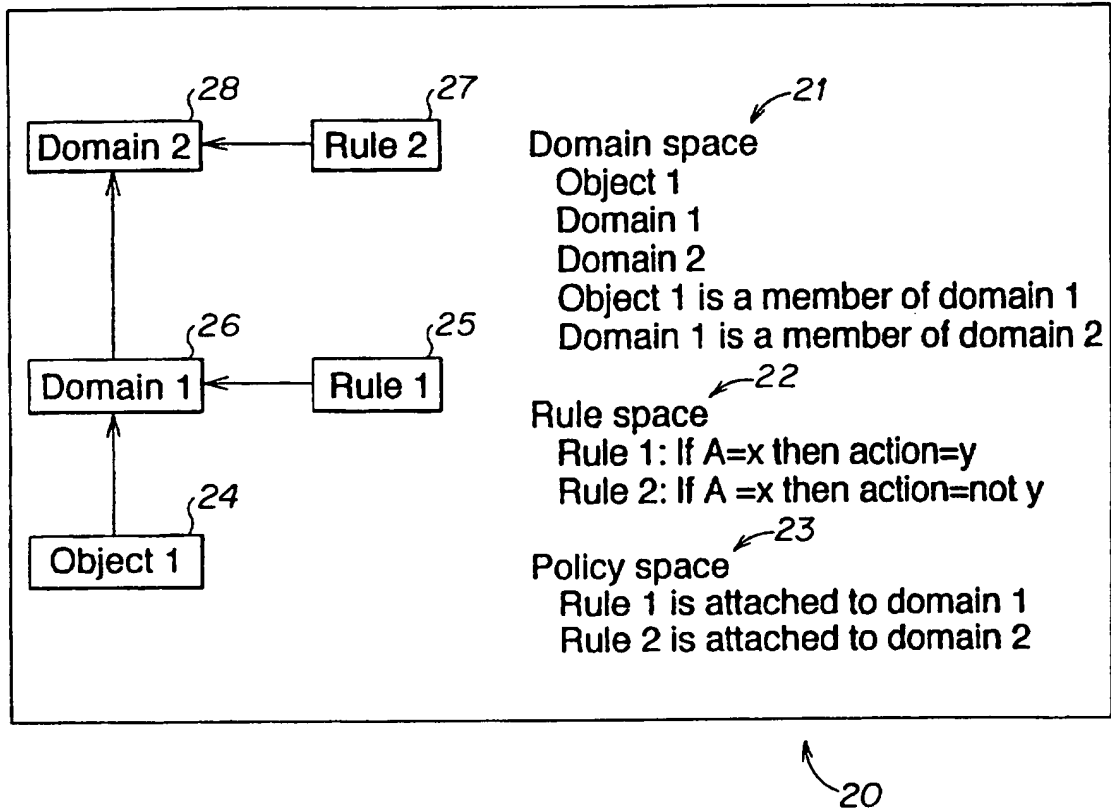 28
27
Domain 2
Rule 2
26
25
Domain 1
Rule 1
24
Object 1
21
Domain space
Object 1
Domain 1
Domain 2
Object 1 is a member of domain 1
Domain 1 is a member of domain 2
22
Rule space
Rule 1: If A=x then action=y
Rule 2: If A =x then action=not y
23
Policy space
Rule 1 is attached to domain 1
Rule 2 is attached to domain 2
20